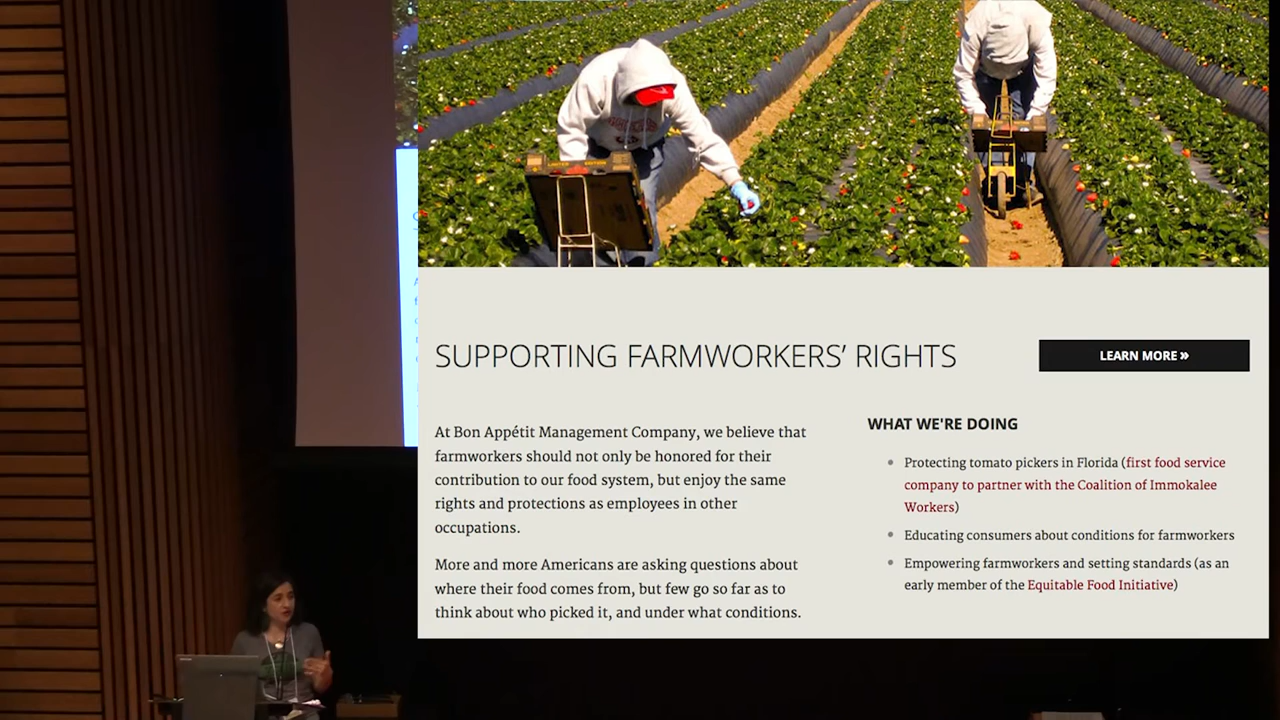 SUPPORTING FARMWORKERS' RIGHTS
LEARN MORE »
At Bon Appétit Management Company, we believe that
farmworkers should not only be honored for their
contribution to our food system, but enjoy the same
rights and protections as employees in other
occupations.
More and more Americans are asking questions about
where their food comes from, but few go so far as to
think about who picked it, and under what conditions.
WHAT WE'RE DOING
Protecting tomato pickers in Florida (first food service
company to partner with the Coalition of Immokalee
Workers)
Educating consumers about conditions for farmworkers
Empowering farmworkers and setting standards (as an
early member of the Equitable Food Initiative)